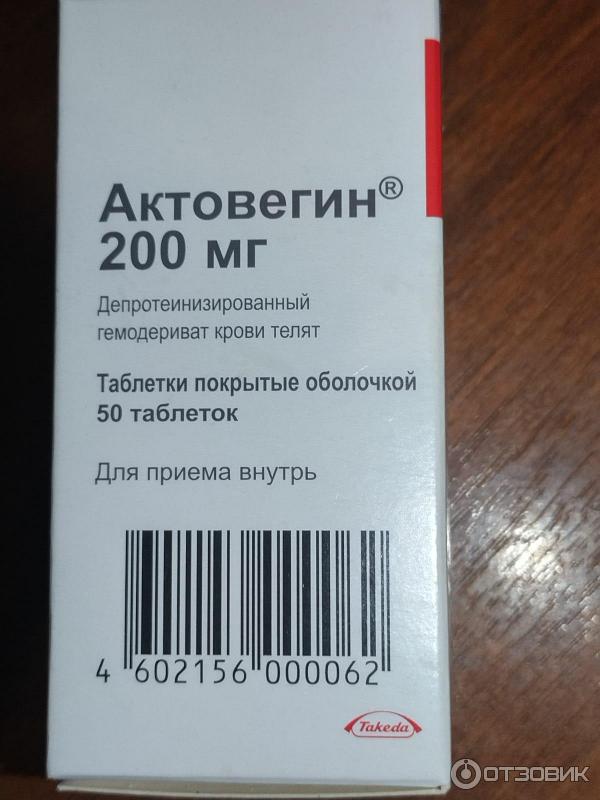 Актовегин®
200 мг
Депротеинизированный
гемодериват крови телят
Таблетки покрытые оболочкой
50 таблеток
Для приема внутрь
4 602156 000062
Takeda
ОТЗОВИК